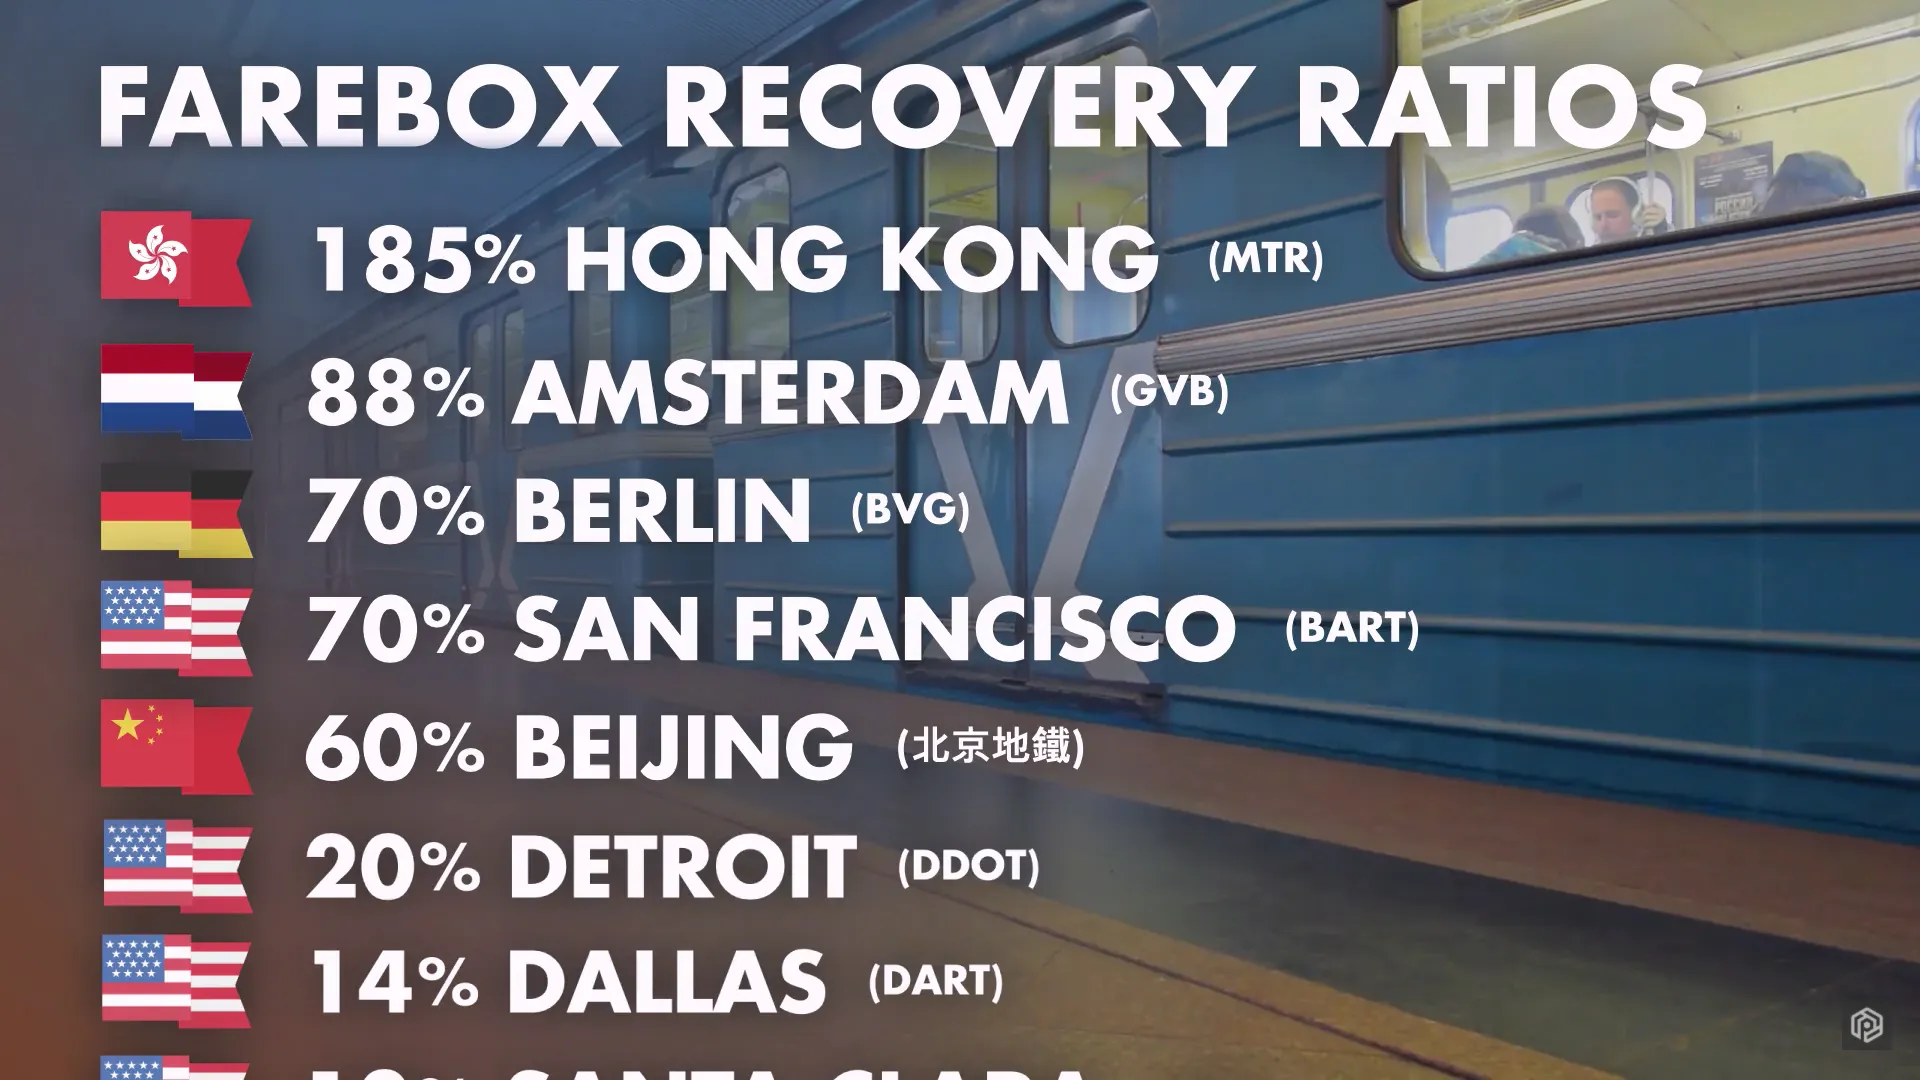 FAREBOX RECOVERY RATIOS
185% HONG KONG (MTR)
88% AMSTERDAM (GVB)
70% BERLIN (BVG)
70% SAN FRANCISCO (BART)
60% BEIJING (北京地鐵)
20% DETROIT (DDOT)
14% DALLAS (DART)
SANTA CLARA